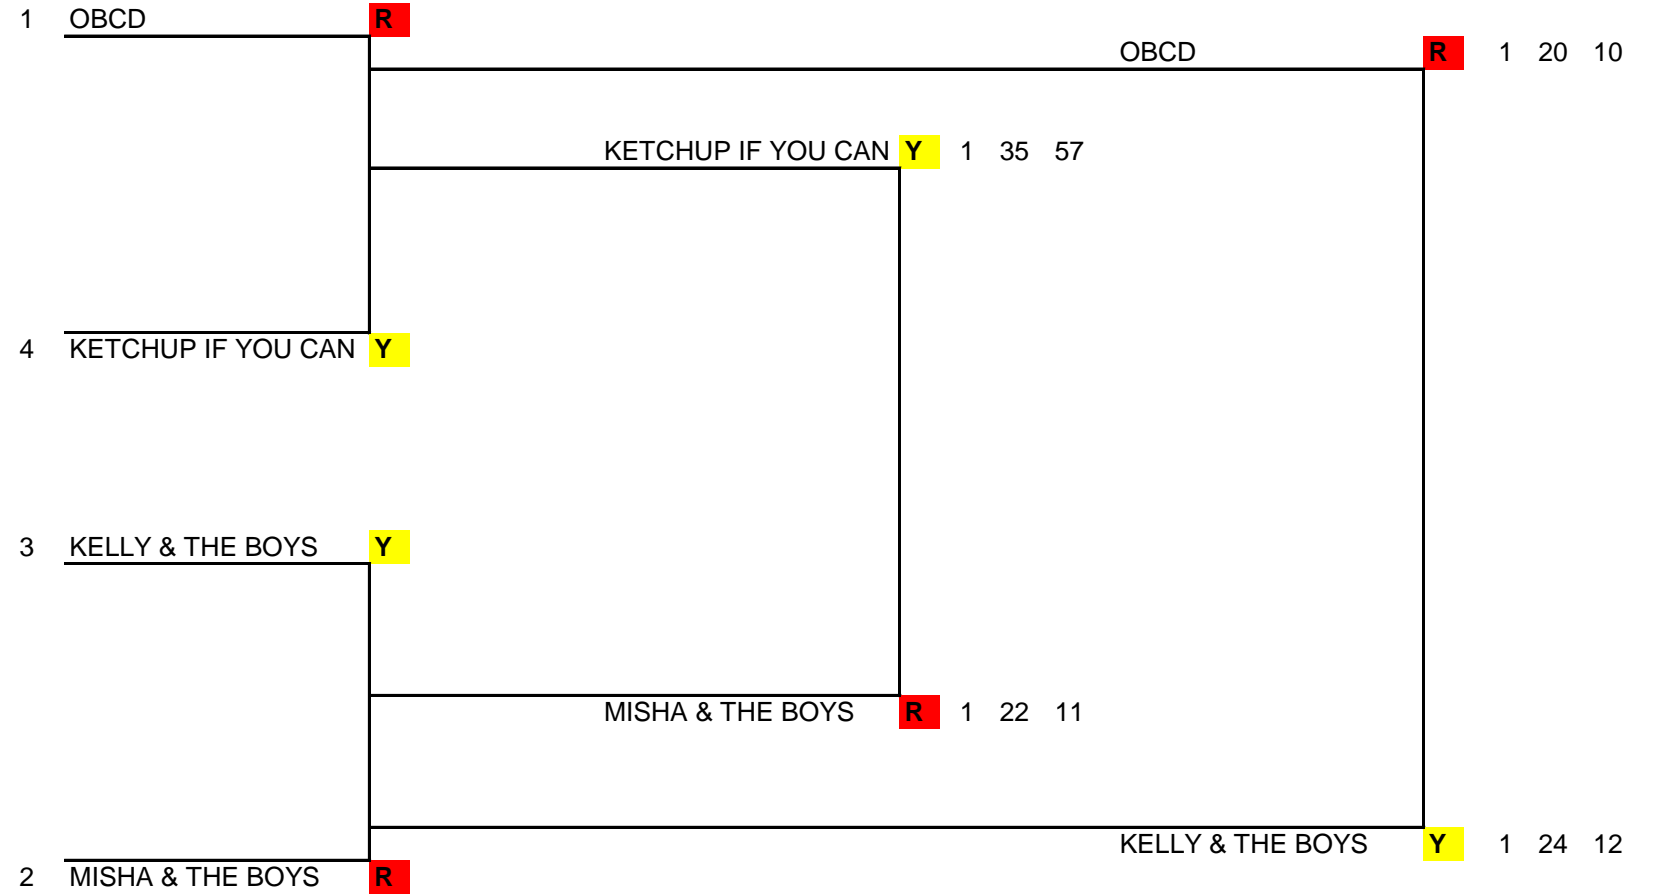 1 OBCD R
OBCD R 1 20 10
KETCHUP IF YOU CAN Y 1 35 57
4 KETCHUP IF YOU CAN Y
3 KELLY & THE BOYS Y
MISHA & THE BOYS R 1 22 11
KELLY & THE BOYS Y 1 24 12
2 MISHA & THE BOYS R